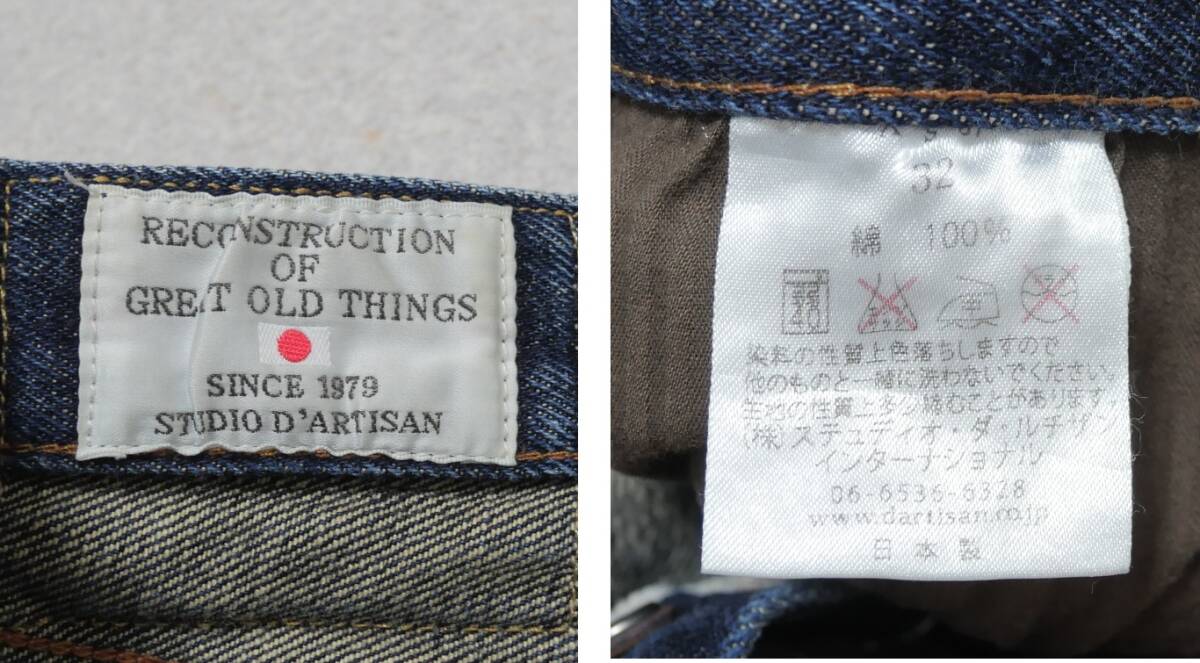 RECONSTRUCTION
OF
GREAT OLD THINGS
SINCE 1979
STUDIO D'ARTISAN
32
綿 100%
40
染料の性質上色落ちしますので
他のものと一緒に洗わないでください
生地の性質上多少縮むことがあります
(株)ステュディオ・ダ・ルチザン
インターナショナル
06-6536-6328
www.dartisan.co.jp
日本製